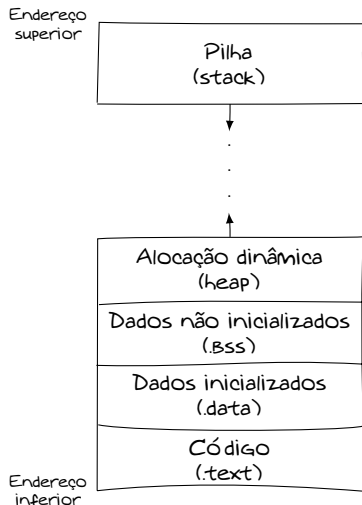 Endereço
superior
Pilha
(stack)
.
.
.
Alocação dinâmica
(heap)
Dados não inicializados
(.BSS)
Dados inicializados
(.data)
Código
(.text)
Endereço
inferior